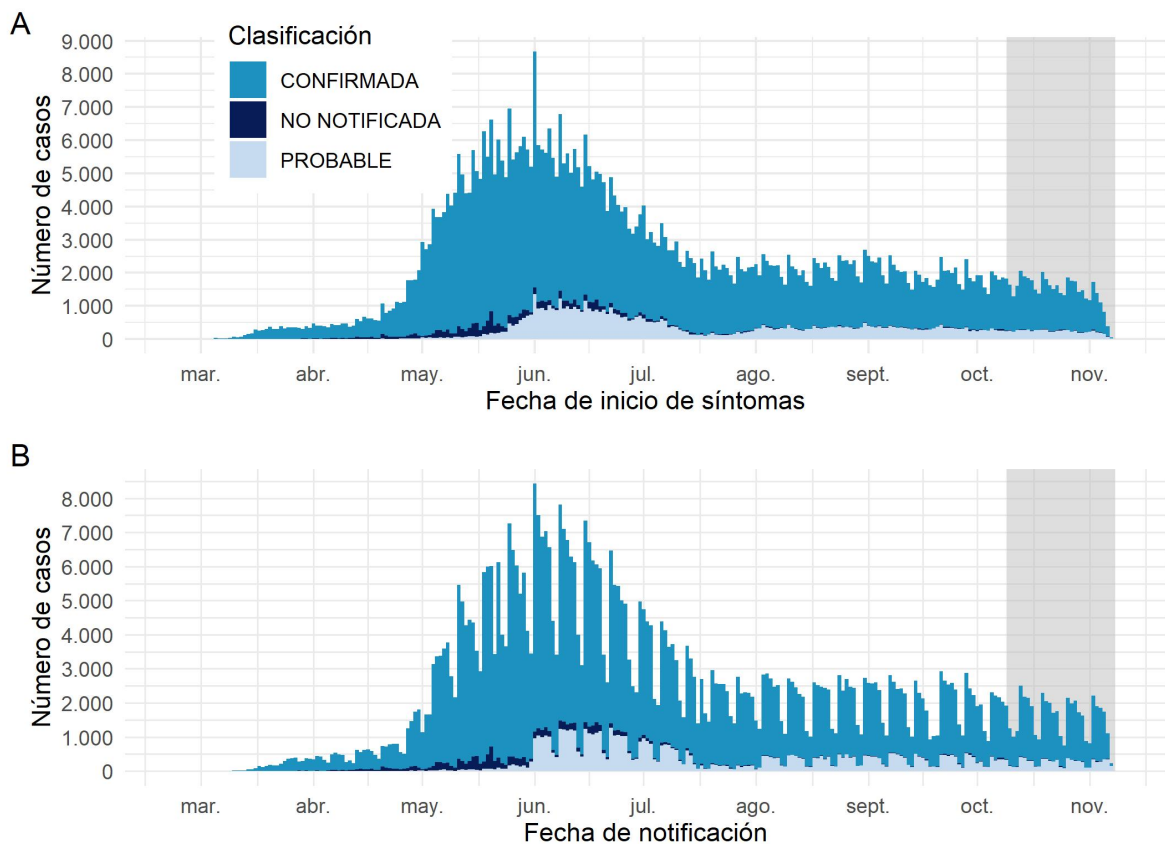 A
Clasificación
CONFIRMADA
NO NOTIFICADA
PROBABLE
Número de casos
9.000
8.000
7.000
6.000
5.000
4.000
3.000
2.000
1.000
0
mar. abr. may. jun. jul. ago. sept. oct. nov.
Fecha de inicio de síntomas
B
Número de casos
8.000
7.000
6.000
5.000
4.000
3.000
2.000
1.000
0
mar. abr. may. jun. jul. ago. sept. oct. nov.
Fecha de notificación